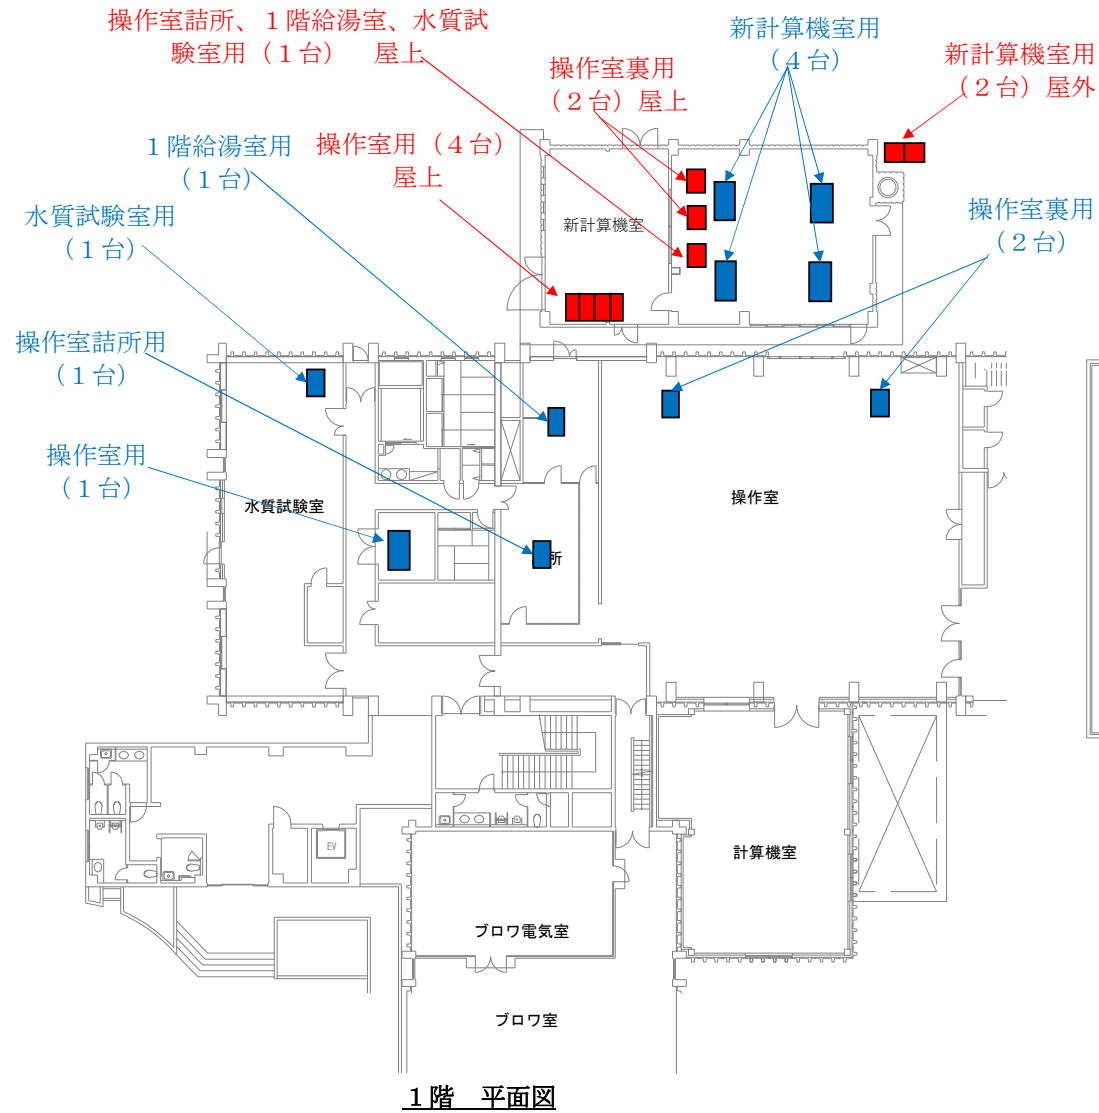 操作室詰所、１階給湯室、水質試
験室用（１台）　屋上
操作室裏用
（２台）屋上
新計算機室用
（４台）
新計算機室用
（２台）屋外
１階給湯室用
（１台）
操作室用（４台）
屋上
水質試験室用
（１台）
新計算機室
操作室裏用
（２台）
操作室詰所用
（１台）
操作室用
（１台）
水質試験室
操作室
所
EV
計算機室
ブロワ電気室
ブロワ室
１階　平面図